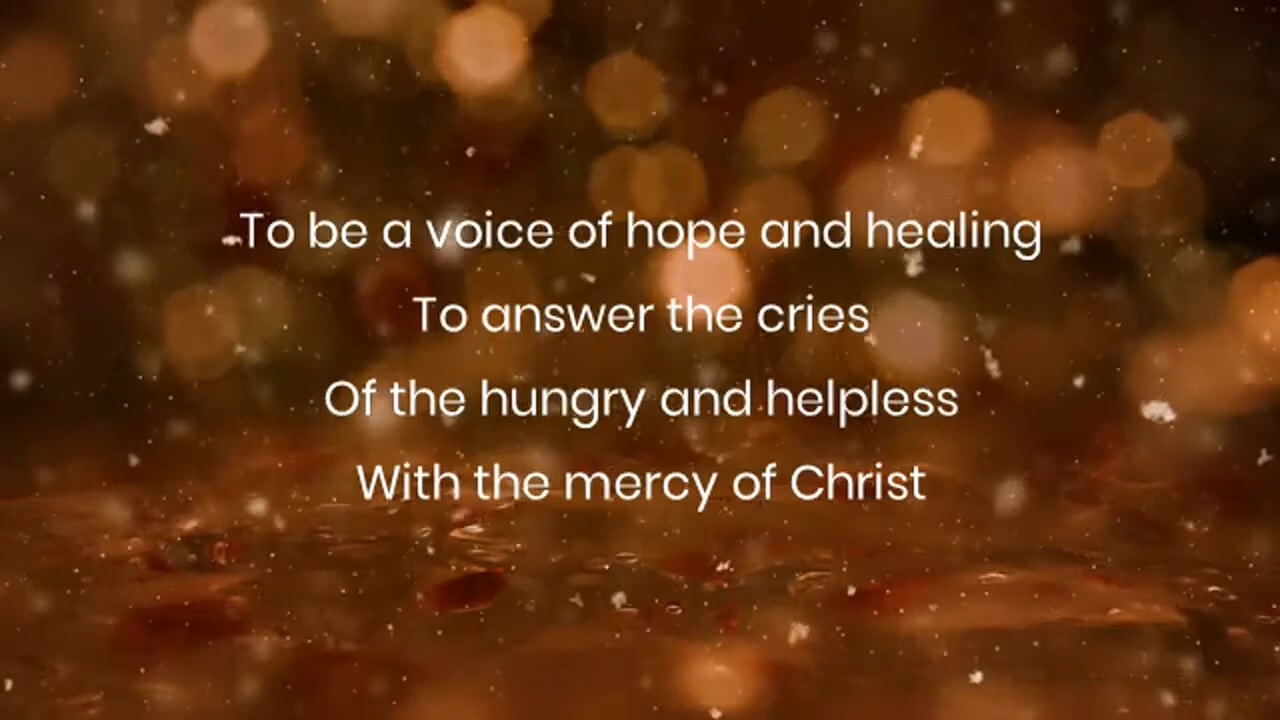 To be a voice of hope and healing
To answer the cries
Of the hungry and helpless
With the mercy of Christ